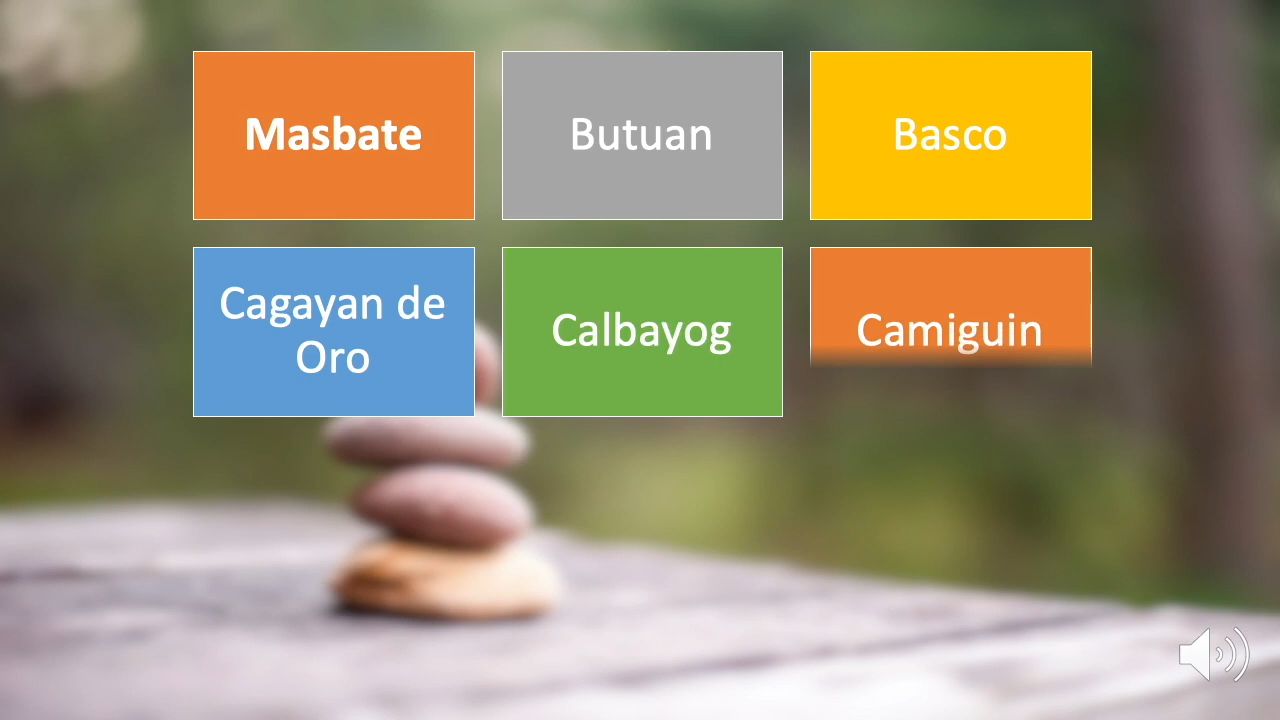 Masbate
Butuan
Basco
Cagayan de
Oro
Calbayog
Camiguin